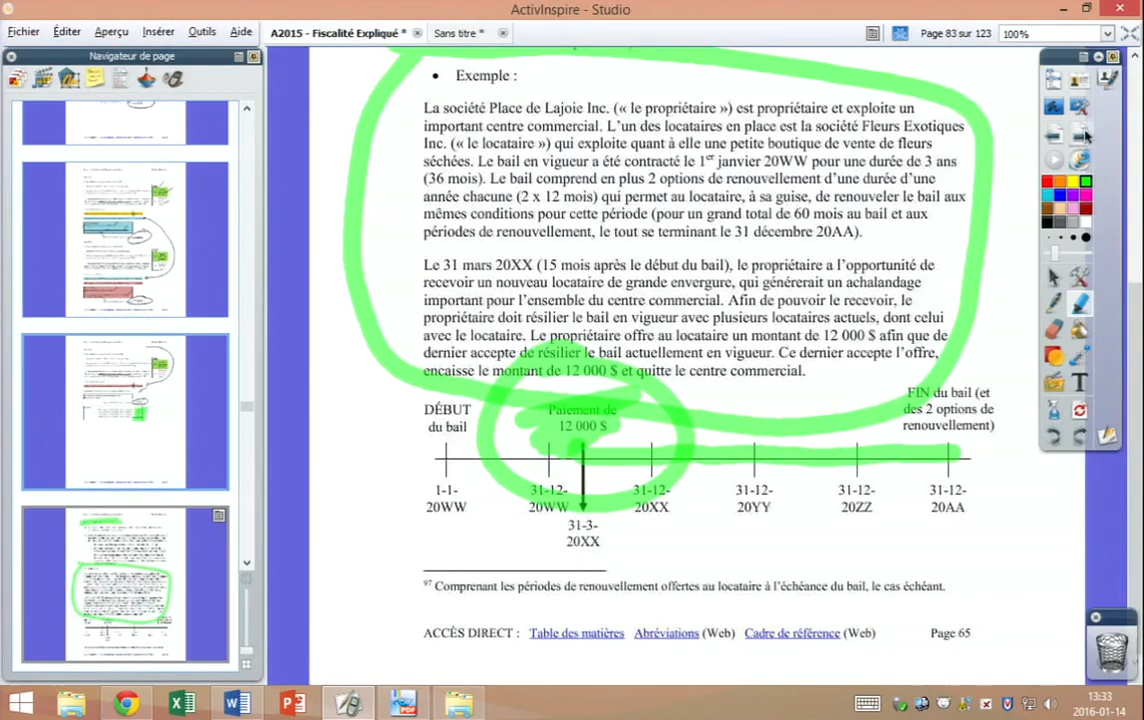 ActivInspire - Studio
Fichier Éditer Aperçu Insérer Outils Aide
A2015 - Fiscalité Expliqué *
Sans titre *
Page 83 sur 123
100%
Navigateur de page
• Exemple :
La société Place de Lajoie Inc. (« le propriétaire ») est propriétaire et exploite un
important centre commercial. L'un des locataires en place est la société Fleurs Exotiques
Inc. (« le locataire ») qui exploite quant à elle une petite boutique de vente de fleurs
séchées. Le bail en vigueur a été contracté le 1er janvier 20WW pour une durée de 3 ans
(36 mois). Le bail comprend en plus 2 options de renouvellement d'une durée d'une
année chacune (2 x 12 mois) qui permet au locataire, à sa guise, de renouveler le bail aux
mêmes conditions pour cette période (pour un grand total de 60 mois au bail et aux
périodes de renouvellement, le tout se terminant le 31 décembre 20AA).
Le 31 mars 20XX (15 mois après le début du bail), le propriétaire a l'opportunité de
recevoir un nouveau locataire de grande envergure, qui générerait un achalandage
important pour l'ensemble du centre commercial. Afin de pouvoir le recevoir, le
propriétaire doit résilier le bail en vigueur avec plusieurs locataires actuels, dont celui
avec le locataire. Le propriétaire offre au locataire un montant de 12 000 $ afin que de
dernier accepte de résilier le bail actuellement en vigueur. Ce dernier accepte l'offre,
encaisse le montant de 12 000 $ et quitte le centre commercial.
DÉBUT
du bail
Paiement de
12 000 $
FIN du bail (et
des 2 options de
renouvellement)
1-1-
20WW
31-12-
20WW
31-3-
20XX
31-12-
20XX
31-12-
20YY
31-12-
20ZZ
31-12-
20AA
97 Comprenant les périodes de renouvellement offertes au locataire à l'échéance du bail, le cas échéant.
ACCÈS DIRECT : Table des matières Abréviations (Web) Cadre de référence (Web) Page 65
13:33
2016-01-14